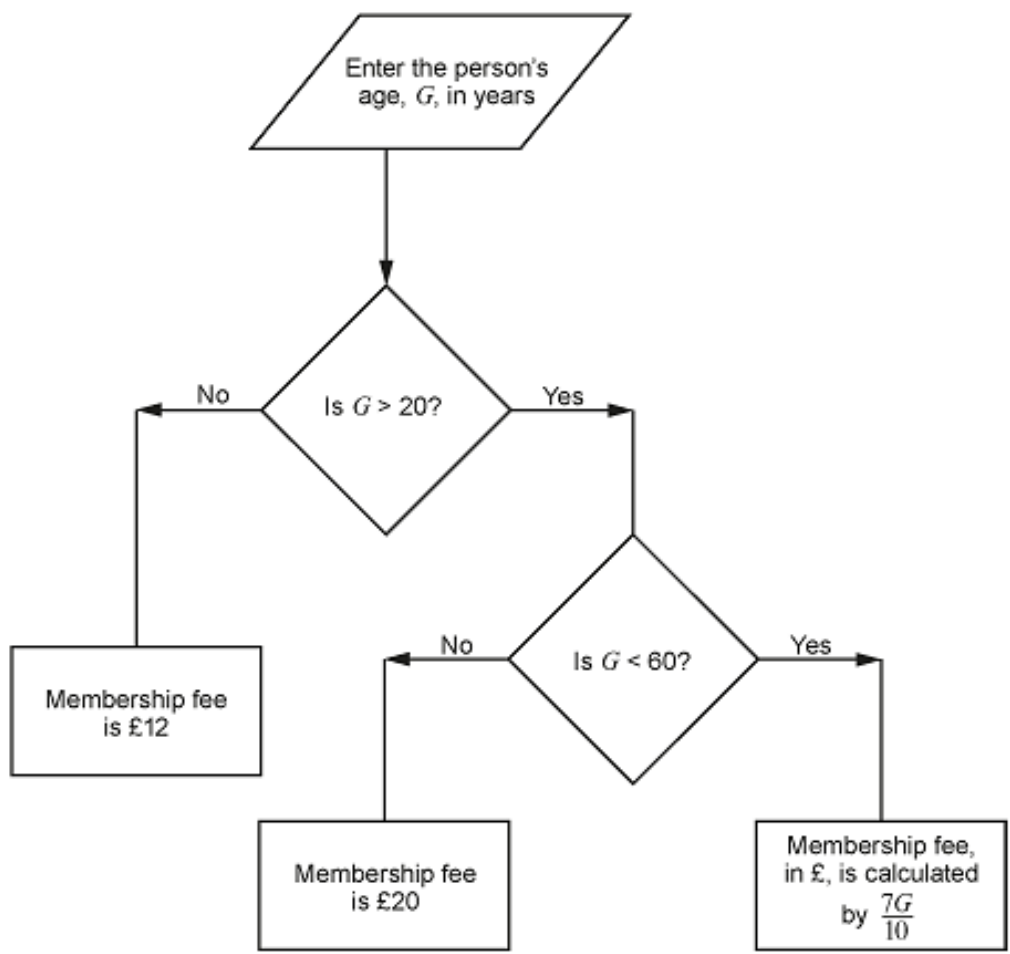 Enter the person's
age, G, in years
Is G > 20?
No
Yes
Membership fee
is £12
Is G < 60?
No
Yes
Membership fee
is £20
Membership fee,
in £, is calculated
by 7G/10